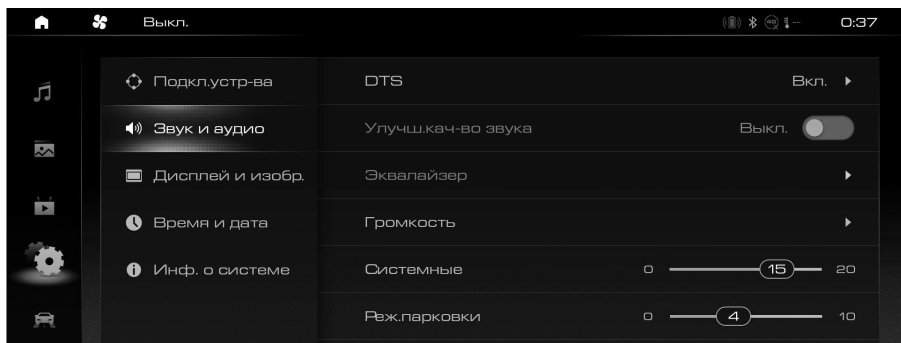 Выкл. 40 -- 0:37
Подкл.устр-ва
Звук и аудио
Дисплей и изобр.
Время и дата
Инф. о системе
DTS Вкл.
Улучш.кач-во звука Выкл.
Эквалайзер
Громкость
Системные 0 15 20
Реж.парковки 0 4 10